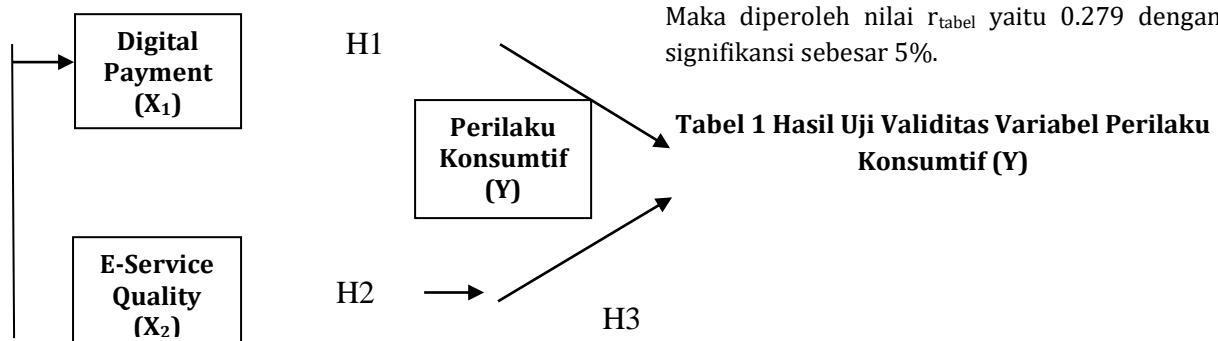 Digital
Payment
(X₁)
H1
Perilaku
Konsumtif
(Y)
E-Service
Quality
(X₂)
H2
H3
Maka diperoleh nilai rtabel yaitu 0.279 dengan
signifikansi sebesar 5%.
Tabel 1 Hasil Uji Validitas Variabel Perilaku
Konsumtif (Y)